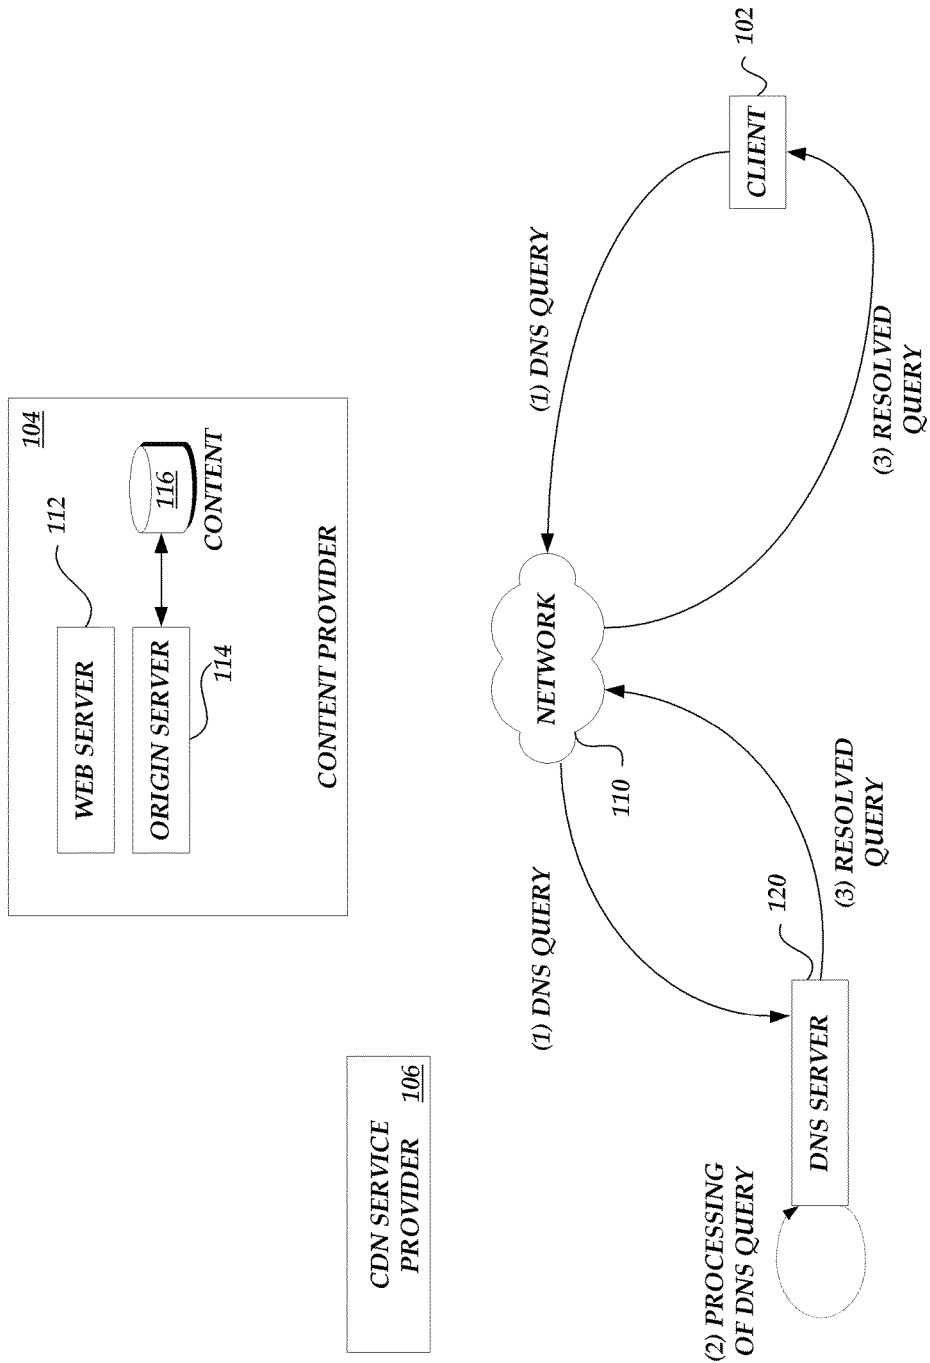 CDN SERVICE
PROVIDER
106
104
WEB SERVER
112
ORIGIN SERVER
114
116
CONTENT
CONTENT PROVIDER
(1) DNS QUERY
(1) DNS QUERY
NETWORK
110
(2) PROCESSING
OF DNS QUERY
DNS SERVER
120
(3) RESOLVED
QUERY
(3) RESOLVED
QUERY
CLIENT
102